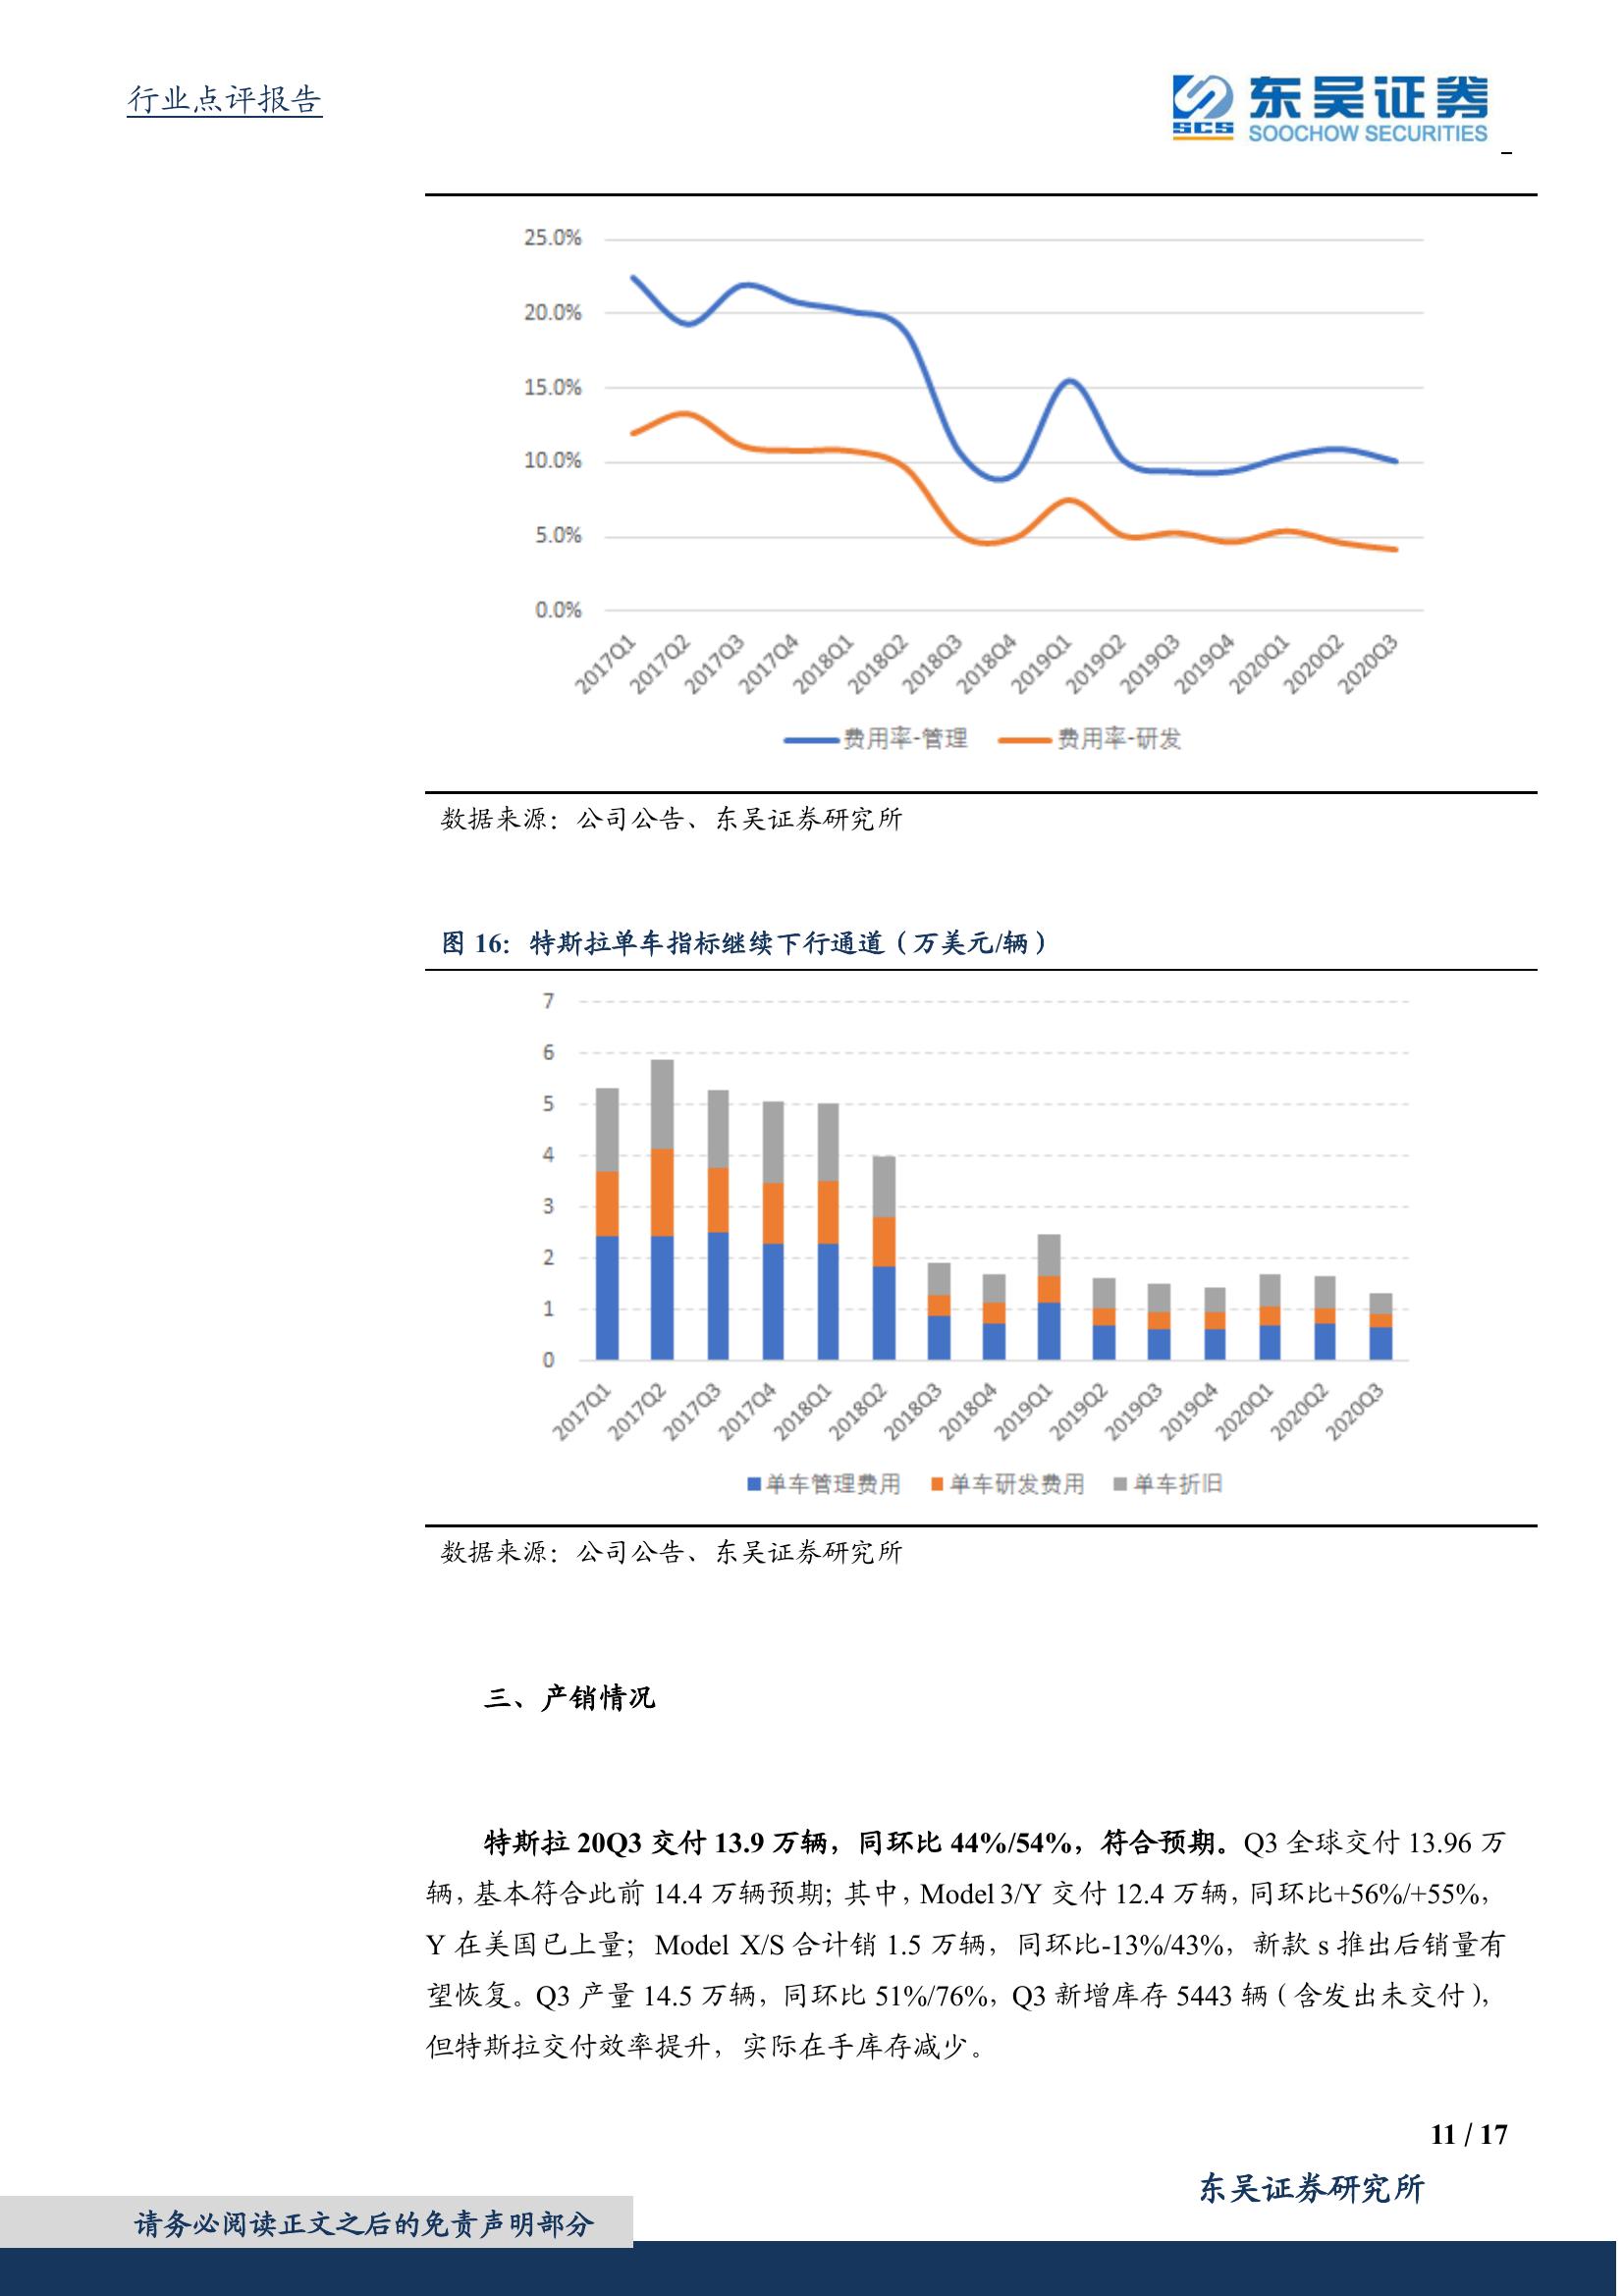 行业点评报告
SCS
东吴证券
SOOCHOW SECURITIES
25.0%
20.0%
15.0%
10.0%
5.0%
0.0%
2017Q1 2017Q2 2017Q3 2017Q4 2018Q1 2018Q2 2018Q3 2018Q4 2019Q1 2019Q2 2019Q3 2019Q4 2020Q1 2020Q2 2020Q3
费用率-管理 费用率-研发
数据来源：公司公告、东吴证券研究所
图 16：特斯拉单车指标继续下行通道（万美元/辆）
7
6
5
4
3
2
1
0
2017Q1 2017Q2 2017Q3 2017Q4 2018Q1 2018Q2 2018Q3 2018Q4 2019Q1 2019Q2 2019Q3 2019Q4 2020Q1 2020Q2 2020Q3
单车管理费用 单车研发费用 单车折旧
数据来源：公司公告、东吴证券研究所
三、产销情况
特斯拉 20Q3 交付 13.9 万辆，同环比 44%/54%，符合预期。Q3 全球交付 13.96 万
辆，基本符合此前 14.4 万辆预期；其中，Model 3/Y 交付 12.4 万辆，同环比+56%/+55%，
Y 在美国已上量；Model X/S 合计销 1.5 万辆，同环比-13%/43%，新款 s 推出后销量有
望恢复。Q3 产量 14.5 万辆，同环比 51%/76%，Q3 新增库存 5443 辆（含发出未交付），
但特斯拉交付效率提升，实际在手库存减少。
11 / 17
东吴证券研究所
请务必阅读正文之后的免责声明部分